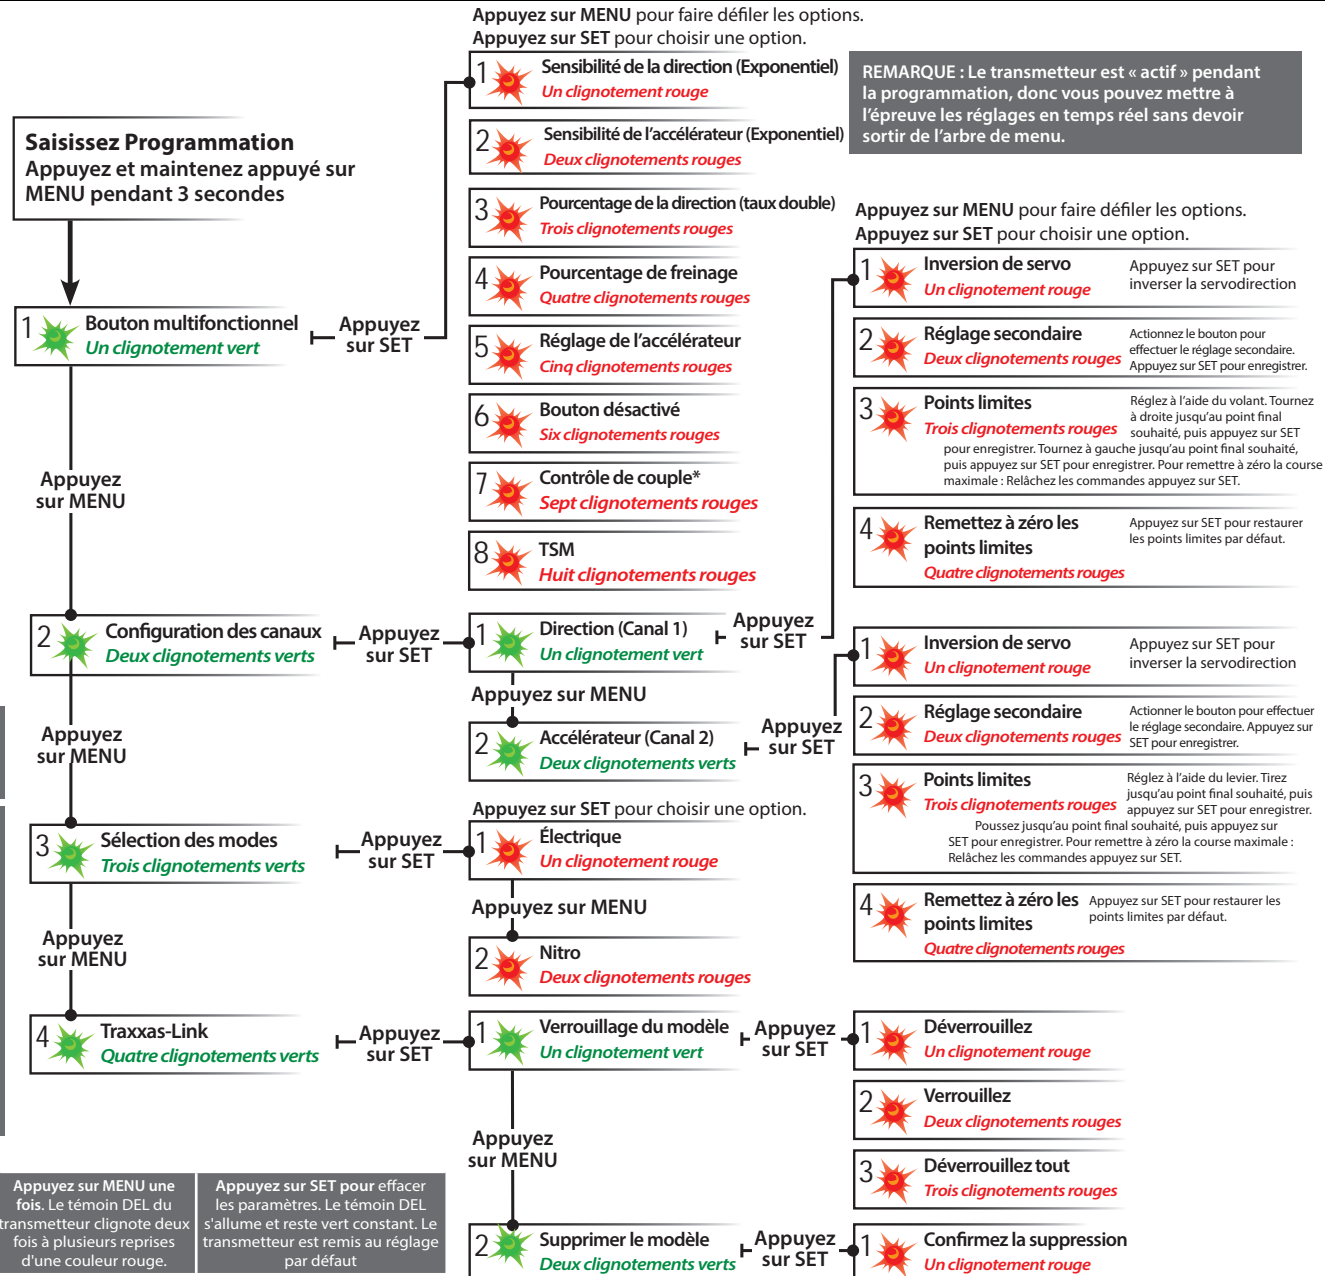 Appuyez sur MENU pour faire défiler les options.
Appuyez sur SET pour choisir une option.
Saisissez Programmation
Appuyez et maintenez appuyé sur
MENU pendant 3 secondes
1 Bouton multifonctionnel
Un clignotement vert
Appuyez
sur SET
1 Sensibilité de la direction (Exponentiel)
Un clignotement rouge
2 Sensibilité de l'accélérateur (Exponentiel)
Deux clignotements rouges
3 Pourcentage de la direction (taux double)
Trois clignotements rouges
4 Pourcentage de freinage
Quatre clignotements rouges
5 Réglage de l'accélérateur
Cinq clignotements rouges
6 Bouton désactivé
Six clignotements rouges
7 Contrôle de couple*
Sept clignotements rouges
8 TSM
Huit clignotements rouges
REMARQUE : Le transmetteur est « actif » pendant
la programmation, donc vous pouvez mettre à
l'épreuve les réglages en temps réel sans devoir
sortir de l'arbre de menu.
Appuyez
sur MENU
2 Configuration des canaux
Deux clignotements verts
Appuyez
sur SET
1 Direction (Canal 1)
Un clignotement vert
Appuyez
sur SET
Appuyez sur MENU pour faire défiler les options.
Appuyez sur SET pour choisir une option.
1 Inversion de servo
Un clignotement rouge
Appuyez sur SET pour
inverser la servodirection
2 Réglage secondaire
Deux clignotements rouges
Actionnez le bouton pour
effectuer le réglage secondaire.
Appuyez sur SET pour enregistrer.
3 Points limites
Trois clignotements rouges
Réglez à l'aide du volant. Tournez
à droite jusqu'au point final
souhaité, puis appuyez sur SET
pour enregistrer. Tournez à gauche jusqu'au point final souhaité,
puis appuyez sur SET pour enregistrer. Pour remettre à zéro la course
maximale : Relâchez les commandes appuyez sur SET.
4 Remettez à zéro les
points limites
Quatre clignotements rouges
Appuyez sur SET pour restaurer
les points limites par défaut.
Appuyez sur MENU
2 Accélérateur (Canal 2)
Deux clignotements verts
Appuyez
sur SET
1 Inversion de servo
Un clignotement rouge
Appuyez sur SET pour
inverser la servodirection
2 Réglage secondaire
Deux clignotements rouges
Actionner le bouton pour effectuer
le réglage secondaire. Appuyez sur
SET pour enregistrer.
3 Points limites
Trois clignotements rouges
Réglez à l'aide du levier. Tirez
jusqu'au point final souhaité, puis
appuyez sur SET pour enregistrer.
Poussez jusqu'au point final souhaité, puis appuyez sur
SET pour enregistrer. Pour remettre à zéro la course maximale :
Relâchez les commandes appuyez sur SET.
4 Remettez à zéro les
points limites
Quatre clignotements rouges
Appuyez sur SET pour restaurer les
points limites par défaut.
Appuyez
sur MENU
3 Sélection des modes
Trois clignotements verts
Appuyez
sur SET
Appuyez sur SET pour choisir une option.
1 Électrique
Un clignotement rouge
Appuyez sur MENU
2 Nitro
Deux clignotements rouges
Appuyez
sur MENU
4 Traxxas-Link
Quatre clignotements verts
Appuyez
sur SET
1 Verrouillage du modèle
Un clignotement vert
Appuyez
sur SET
1 Déverrouillez
Un clignotement rouge
2 Verrouillez
Deux clignotements rouges
3 Déverrouillez tout
Trois clignotements rouges
Appuyez
sur MENU
2 Supprimer le modèle
Deux clignotements verts
Appuyez
sur SET
1 Confirmez la suppression
Un clignotement rouge
Appuyez sur MENU une
fois. Le témoin DEL du
transmetteur clignote deux
fois à plusieurs reprises
d'une couleur rouge.
Appuyez sur SET pour effacer
les paramètres. Le témoin DEL
s'allume et reste vert constant. Le
transmetteur est remis au réglage
par défaut